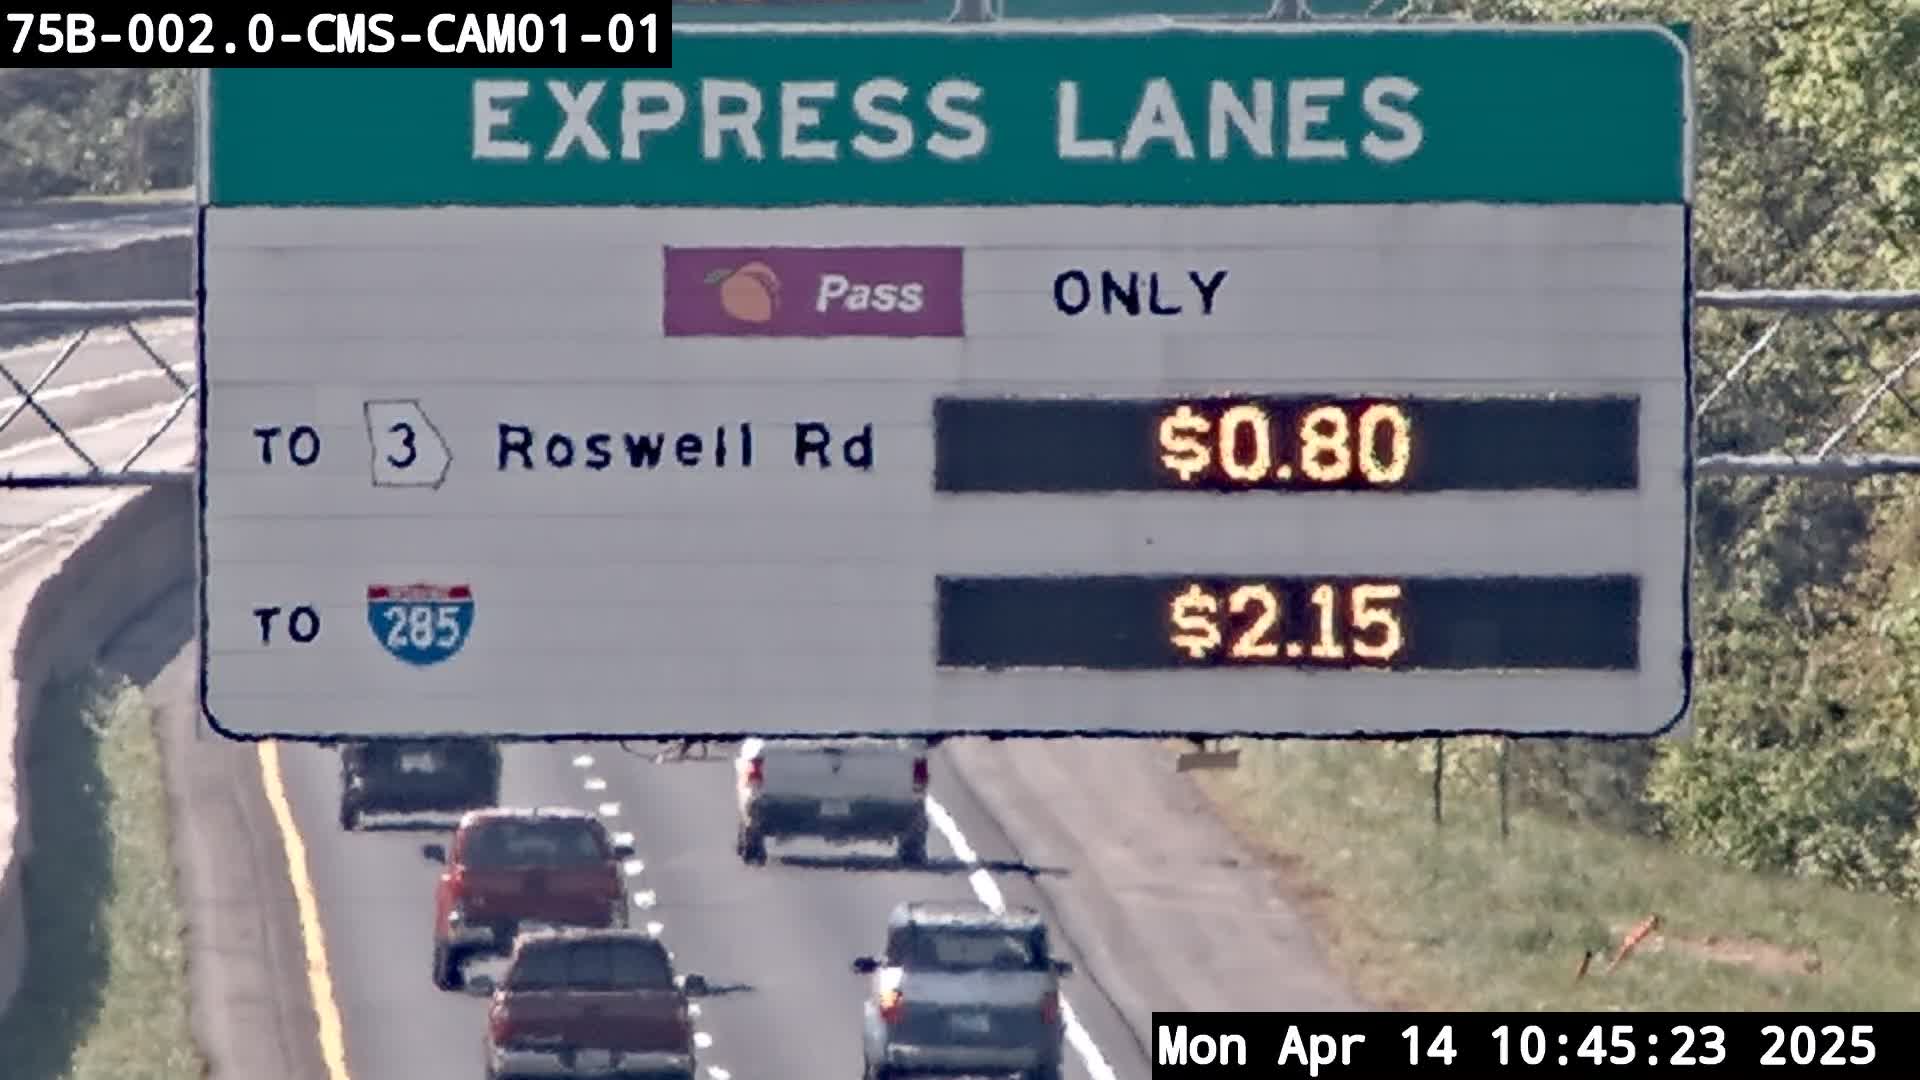 75B-002.0-CMS-CAM01-01
EXPRESS LANES
Pass ONLY
TO 3 Roswell Rd $0.80
TO 285 $2.15
Mon Apr 14 10:45:23 2025